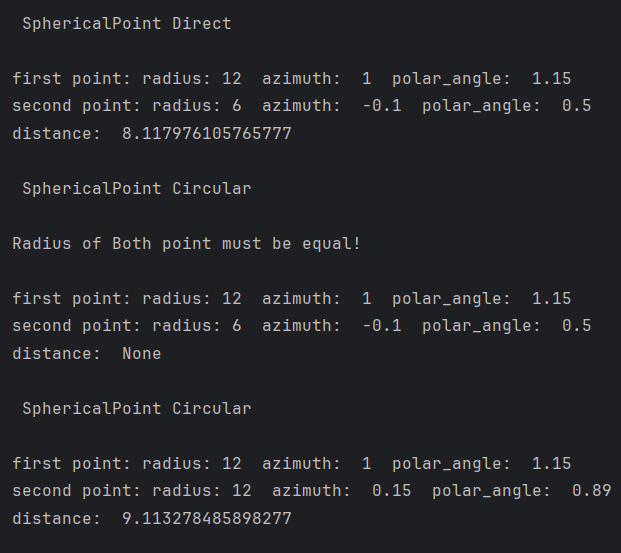 SphericalPoint Direct
first point: radius: 12  azimuth:  1  polar_angle:  1.15
second point: radius: 6  azimuth:  -0.1  polar_angle:  0.5
distance:  8.117976105765777
SphericalPoint Circular
Radius of Both point must be equal!
first point: radius: 12  azimuth:  1  polar_angle:  1.15
second point: radius: 6  azimuth:  -0.1  polar_angle:  0.5
distance:  None
SphericalPoint Circular
first point: radius: 12  azimuth:  1  polar_angle:  1.15
second point: radius: 12  azimuth:  0.15  polar_angle:  0.89
distance:  9.113278485898277